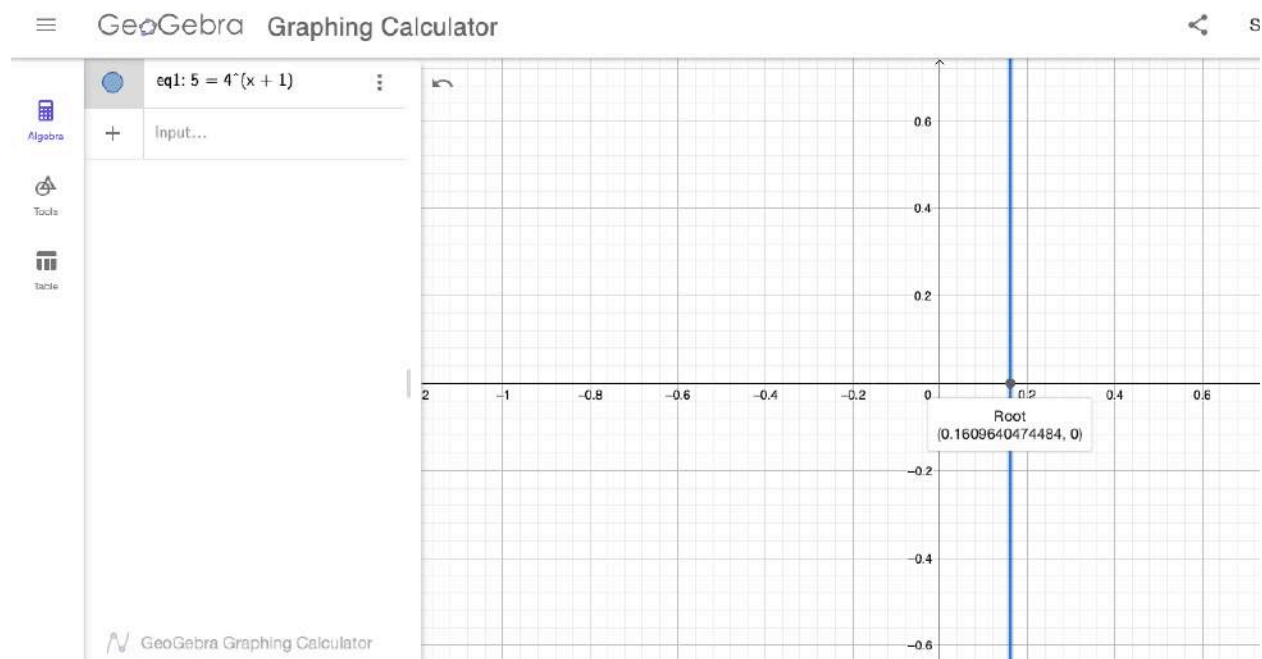 GeoGebra Graphing Calculator
S
eq1: 5 = 4^(x + 1)
Input...
Algebra
Tools
Table
0.6
0.4
0.2
2 −1 −0.8 −0.6 −0.4 −0.2 0 0.2 0.4 0.6
Root
(0.1609640474484, 0)
−0.2
−0.4
−0.6
GeoGebra Graphing Calculator